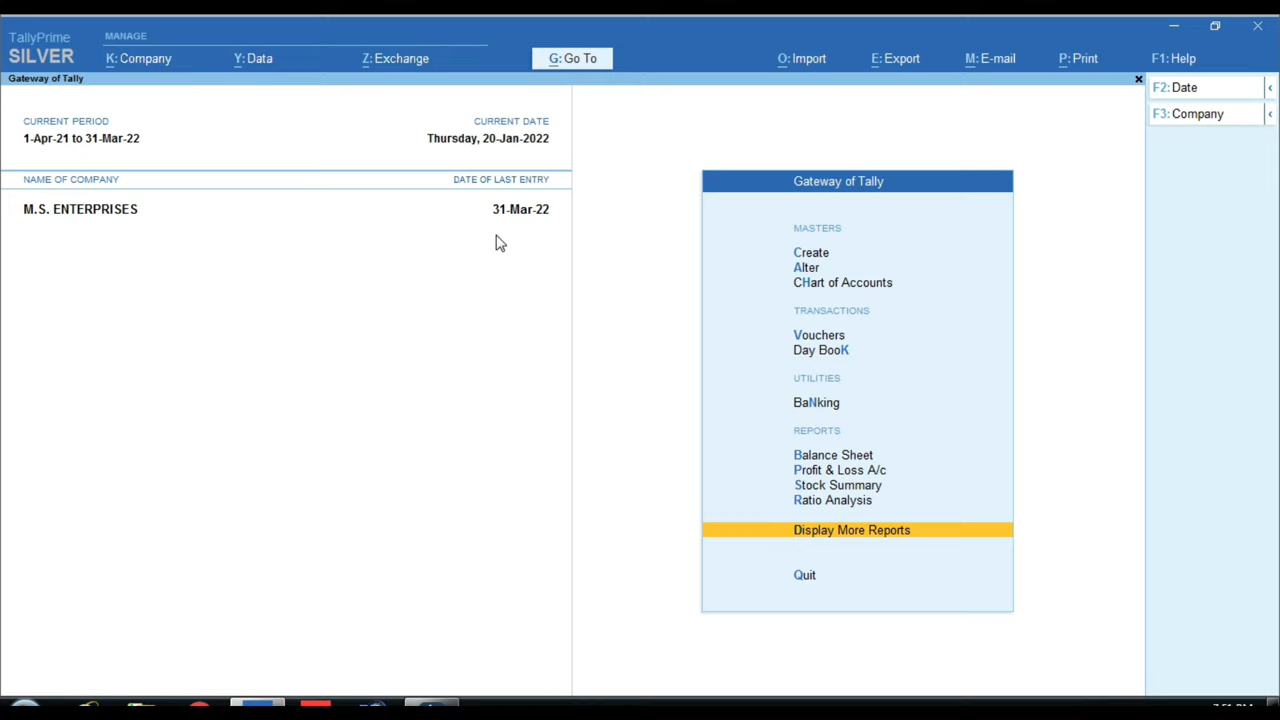 TallyPrime
SILVER
MANAGE
K: Company
Y: Data
Z: Exchange
G: Go To
O: Import
E: Export
M: E-mail
P: Print
F1: Help
Gateway of Tally
F2: Date
F3: Company
CURRENT PERIOD
CURRENT DATE
1-Apr-21 to 31-Mar-22
Thursday, 20-Jan-2022
NAME OF COMPANY
DATE OF LAST ENTRY
M.S. ENTERPRISES
31-Mar-22
Gateway of Tally
MASTERS
Create
Alter
CHart of Accounts
TRANSACTIONS
Vouchers
Day BooK
UTILITIES
BaNking
REPORTS
Balance Sheet
Profit & Loss A/c
Stock Summary
Ratio Analysis
Display More Reports
Quit